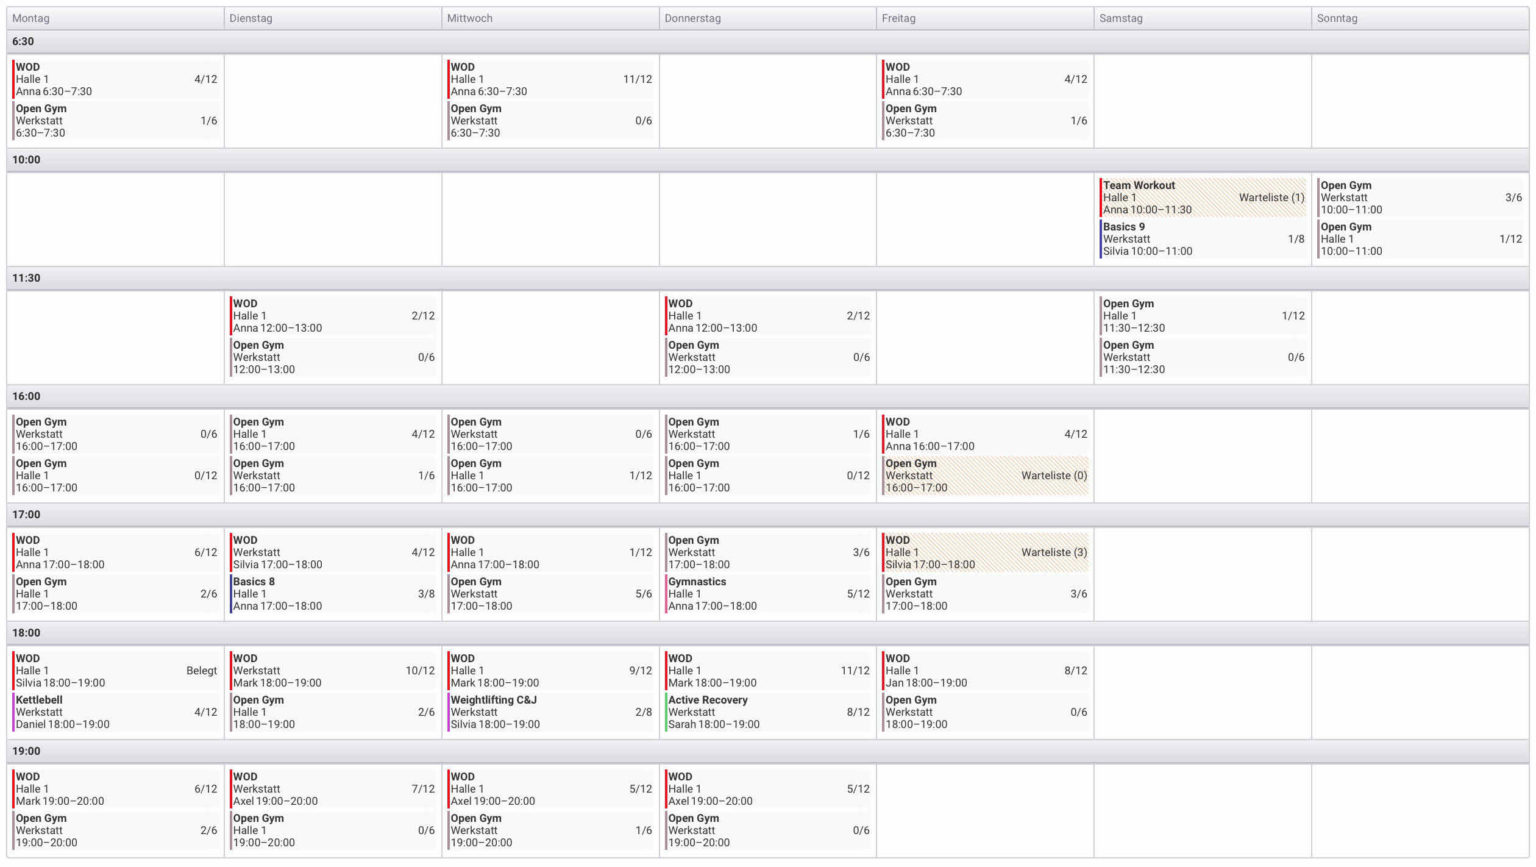 Montag
Dienstag
Mittwoch
Donnerstag
Freitag
Samstag
Sonntag
6:30
WOD
Halle 1 4/12
Anna 6:30–7:30
Open Gym
Werkstatt 1/6
6:30–7:30
WOD
Halle 1 11/12
Anna 6:30–7:30
Open Gym
Werkstatt 0/6
6:30–7:30
WOD
Halle 1 4/12
Anna 6:30–7:30
Open Gym
Werkstatt 1/6
6:30–7:30
10:00
Team Workout
Halle 1 Warteliste (1)
Anna 10:00–11:30
Basics 9
Werkstatt 1/8
Silvia 10:00–11:00
Open Gym
Werkstatt 3/6
10:00–11:00
Open Gym
Halle 1 1/12
10:00–11:00
11:30
WOD
Halle 1 2/12
Anna 12:00–13:00
Open Gym
Werkstatt 0/6
12:00–13:00
WOD
Halle 1 2/12
Anna 12:00–13:00
Open Gym
Werkstatt 0/6
12:00–13:00
Open Gym
Halle 1 1/12
11:30–12:30
Open Gym
Werkstatt 0/6
11:30–12:30
16:00
Open Gym
Werkstatt 0/6
16:00–17:00
Open Gym
Halle 1 0/12
16:00–17:00
Open Gym
Halle 1 4/12
16:00–17:00
Open Gym
Werkstatt 1/6
16:00–17:00
Open Gym
Werkstatt 0/6
16:00–17:00
Open Gym
Halle 1 1/12
16:00–17:00
Open Gym
Werkstatt 1/6
16:00–17:00
Open Gym
Halle 1 0/12
16:00–17:00
WOD
Halle 1 4/12
Anna 16:00–17:00
Open Gym
Werkstatt Warteliste (0)
16:00–17:00
17:00
WOD
Halle 1 6/12
Anna 17:00–18:00
Open Gym
Halle 1 2/6
17:00–18:00
WOD
Werkstatt 4/12
Silvia 17:00–18:00
Basics 8
Halle 1 3/8
Anna 17:00–18:00
WOD
Halle 1 1/12
Anna 17:00–18:00
Open Gym
Werkstatt 5/6
17:00–18:00
Open Gym
Werkstatt 3/6
17:00–18:00
Gymnastics
Halle 1 5/12
Anna 17:00–18:00
WOD
Halle 1 Warteliste (3)
Silvia 17:00–18:00
Open Gym
Werkstatt 3/6
17:00–18:00
18:00
WOD
Halle 1 Belegt
Silvia 18:00–19:00
Kettlebell
Werkstatt 4/12
Daniel 18:00–19:00
WOD
Werkstatt 10/12
Mark 18:00–19:00
Open Gym
Halle 1 2/6
18:00–19:00
WOD
Halle 1 9/12
Mark 18:00–19:00
Weightlifting C&J
Werkstatt 2/8
Silvia 18:00–19:00
WOD
Halle 1 11/12
Mark 18:00–19:00
Active Recovery
Werkstatt 8/12
Sarah 18:00–19:00
WOD
Halle 1 8/12
Jan 18:00–19:00
Open Gym
Werkstatt 0/6
18:00–19:00
19:00
WOD
Halle 1 6/12
Mark 19:00–20:00
Open Gym
Werkstatt 2/6
19:00–20:00
WOD
Werkstatt 7/12
Axel 19:00–20:00
Open Gym
Halle 1 0/6
19:00–20:00
WOD
Halle 1 5/12
Axel 19:00–20:00
Open Gym
Werkstatt 1/6
19:00–20:00
WOD
Halle 1 5/12
Axel 19:00–20:00
Open Gym
Werkstatt 0/6
19:00–20:00